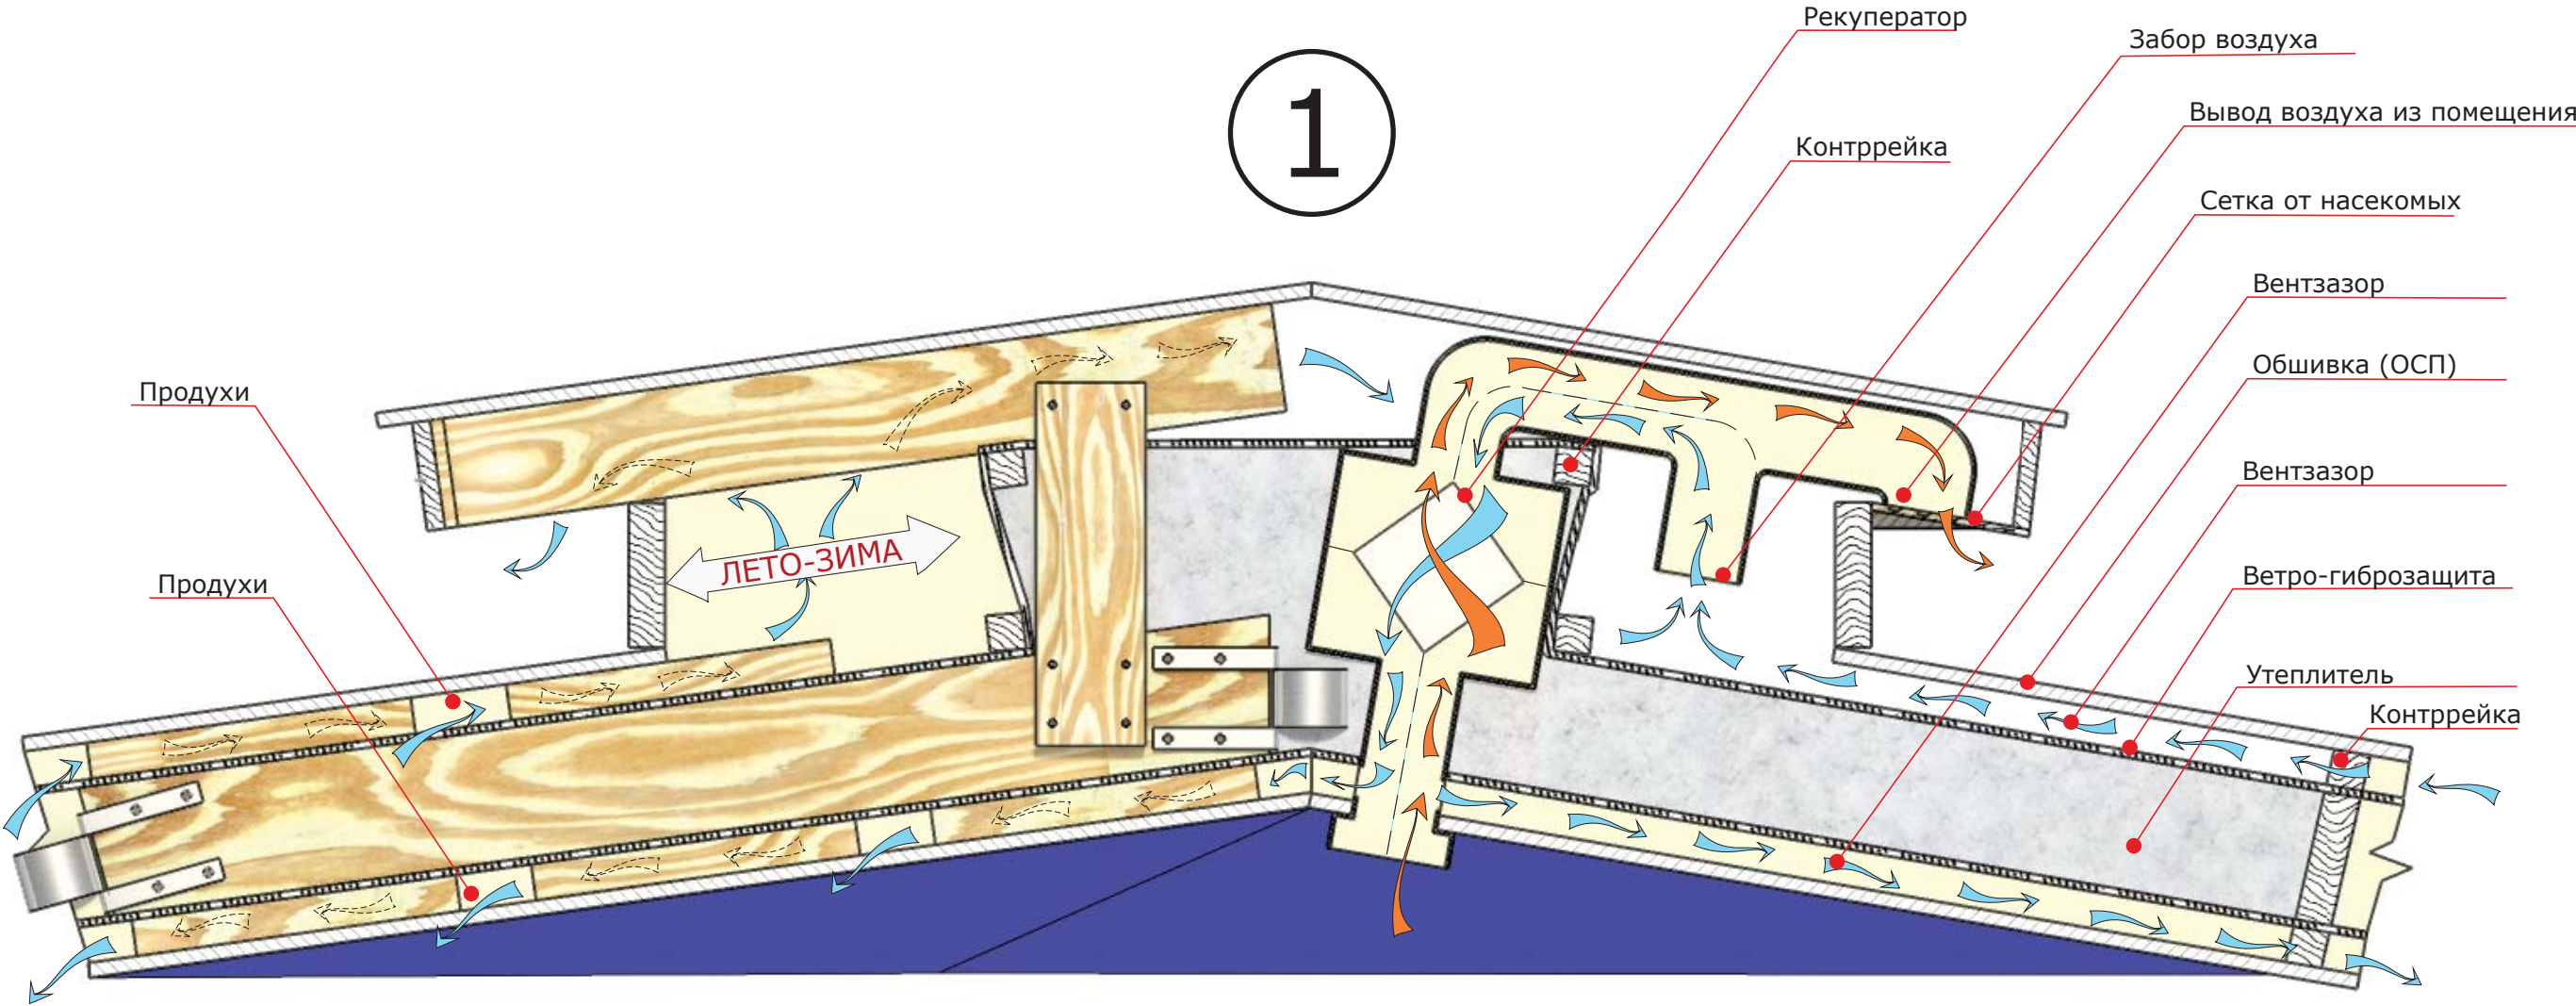 Рекуператор
Забор воздуха
1
Вывод воздуха из помещения
Контррейка
Сетка от насекомых
Вентзазор
Обшивка (ОСП)
Продухи
Вентзазор
ЛЕТО-ЗИМА
Продухи
Ветро-гиброзащита
Утеплитель
Контррейка